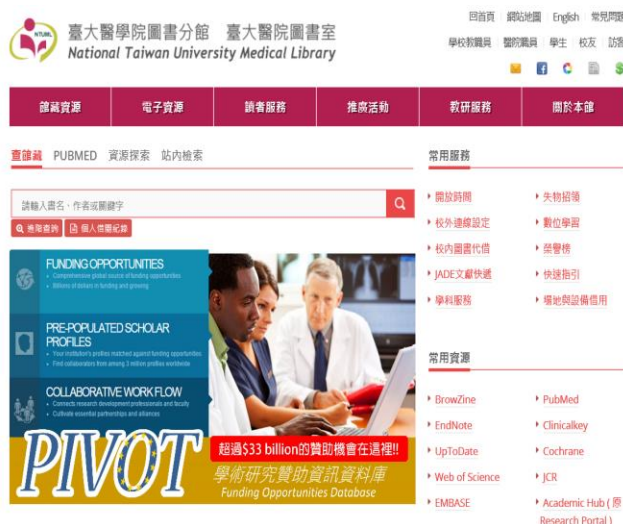 回首頁 網站地圖 English 常見問題
學校教職員 醫院職員 學生 校友 訪客
NTUML
臺大醫學院圖書分館 臺大醫院圖書室
National Taiwan University Medical Library
館藏資源 電子資源 讀者服務 推廣活動 教研服務 關於本館
查館藏 PUBMED 資源探索 站內檢索
請輸入書名、作者或關鍵字
進階查詢 個人借閱紀錄
FUNDING OPPORTUNITIES
Comprehensive global source of funding opportunities
Billions of dollars in funding and growing
PRE-POPULATED SCHOLAR
PROFILES
Your institution's profiles matched against funding opportunities
Find collaborators from among 3 million profiles worldwide
COLLABORATIVE WORK FLOW
Connects research development professionals and faculty
Cultivate essential partnerships and alliances
PIVOT
超過$33 billion的贊助機會在這裡!!
學術研究贊助資訊資料庫
Funding Opportunities Database
常用服務
開放時間 失物招領
校外連線設定 數位學習
校內圖書代借 榮譽榜
JADE文獻快遞 快速指引
學科服務 場地與設備借用
常用資源
BrowZine PubMed
EndNote Clinicalkey
UpToDate Cochrane
Web of Science JCR
EMBASE Academic Hub ( 原
Research Portal )